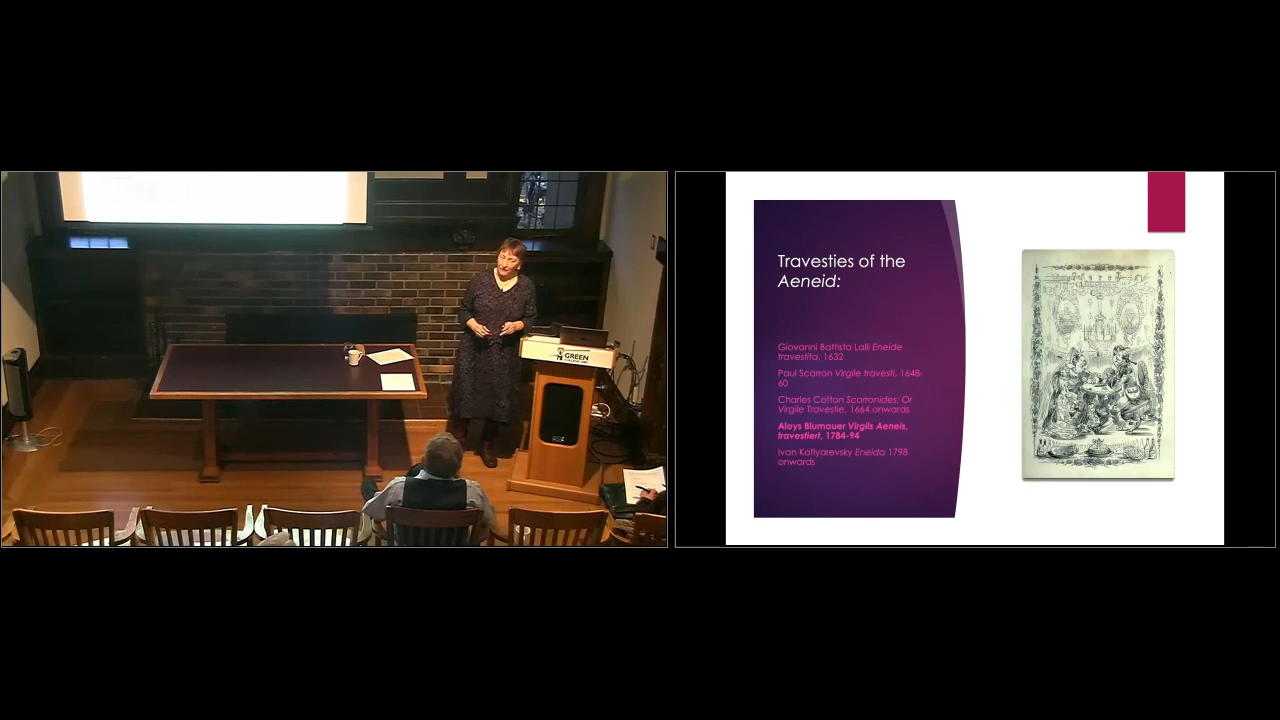 GREEN
Travesties of the
Aeneid:
Giovanni Battista Lalli Eneide
travestita, 1632
Paul Scarron Virgile travesti, 1648-
60
Charles Cotton Scarronides; Or
Virgile Travestie, 1664 onwards
Aloys Blumauer Virgils Aeneis,
travestiert, 1784-94
Ivan Kotlyarevsky Eneida 1798
onwards